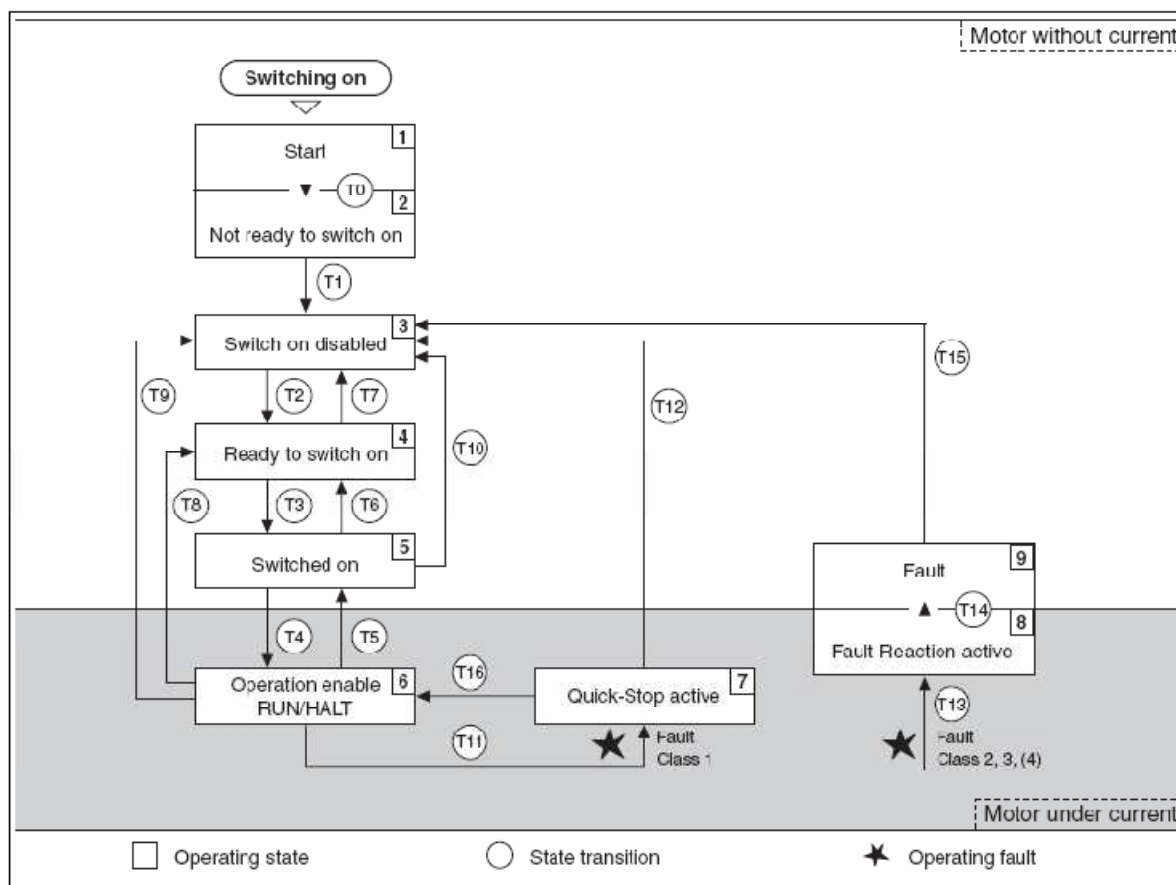 Motor without current
Switching on
1
Start
T0
2
Not ready to switch on
T1
3
Switch on disabled
T15
T9
T2
T7
T12
4
Ready to switch on
T10
T8
T3
T6
5
Switched on
9
Fault
T14
8
Fault Reaction active
T4
T5
6
Operation enable
RUN/HALT
T16
7
Quick-Stop active
T13
T11
Fault
Class 1
Fault
Class 2, 3, (4)
Motor under current
Operating state
State transition
Operating fault